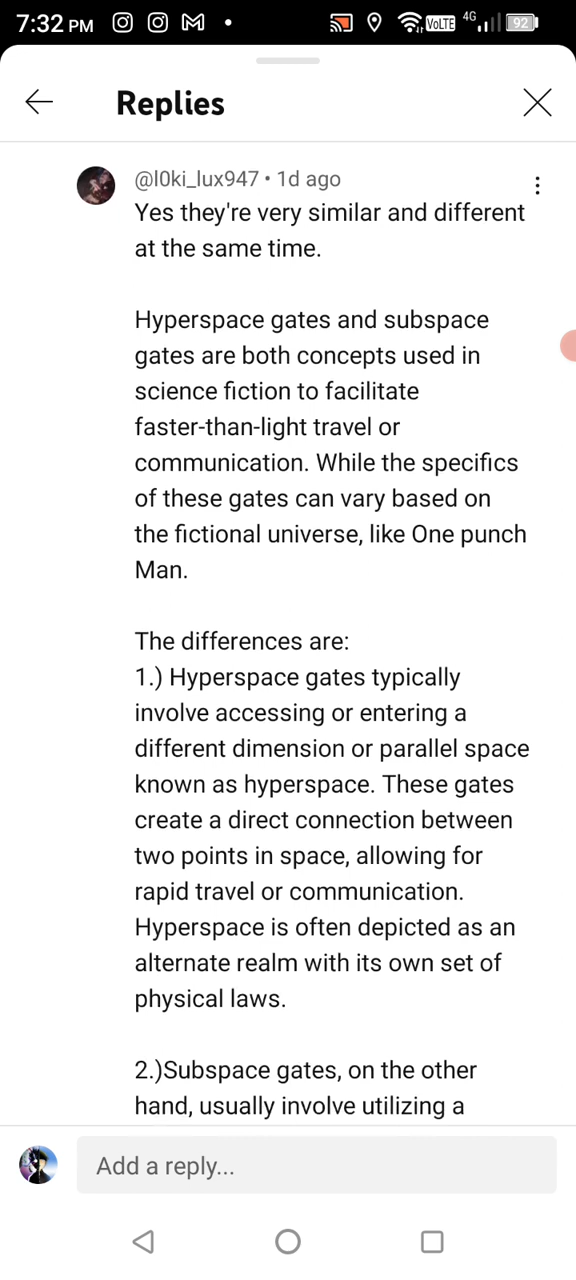 7:32 PM
VoLTE 4G 92
Replies
@l0ki_lux947 • 1d ago
Yes they're very similar and different
at the same time.
Hyperspace gates and subspace
gates are both concepts used in
science fiction to facilitate
faster-than-light travel or
communication. While the specifics
of these gates can vary based on
the fictional universe, like One punch
Man.
The differences are:
1.) Hyperspace gates typically
involve accessing or entering a
different dimension or parallel space
known as hyperspace. These gates
create a direct connection between
two points in space, allowing for
rapid travel or communication.
Hyperspace is often depicted as an
alternate realm with its own set of
physical laws.
2.)Subspace gates, on the other
hand, usually involve utilizing a
Add a reply...